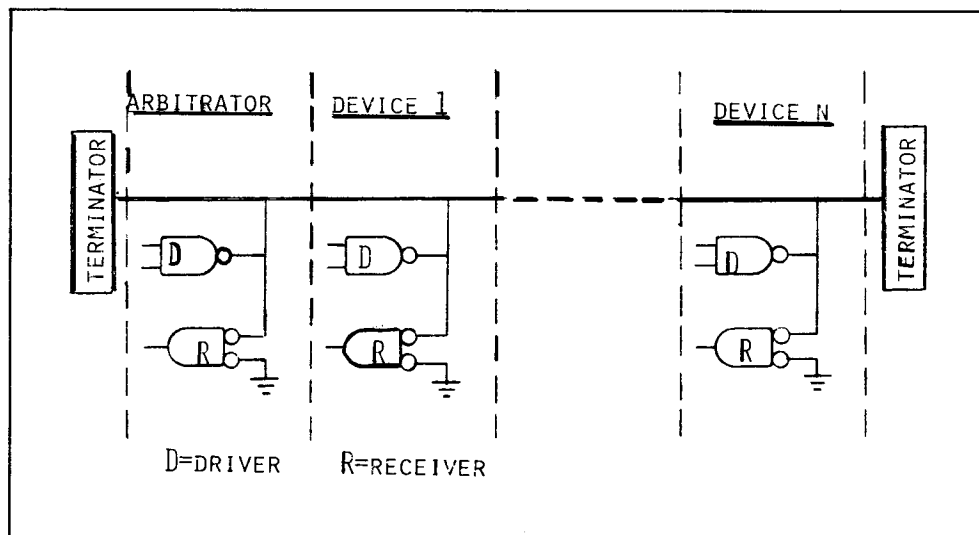 ARBITRATOR
DEVICE 1
DEVICE N
TERMINATOR
TERMINATOR
D
D
D
R
R
R
D=DRIVER
R=RECEIVER